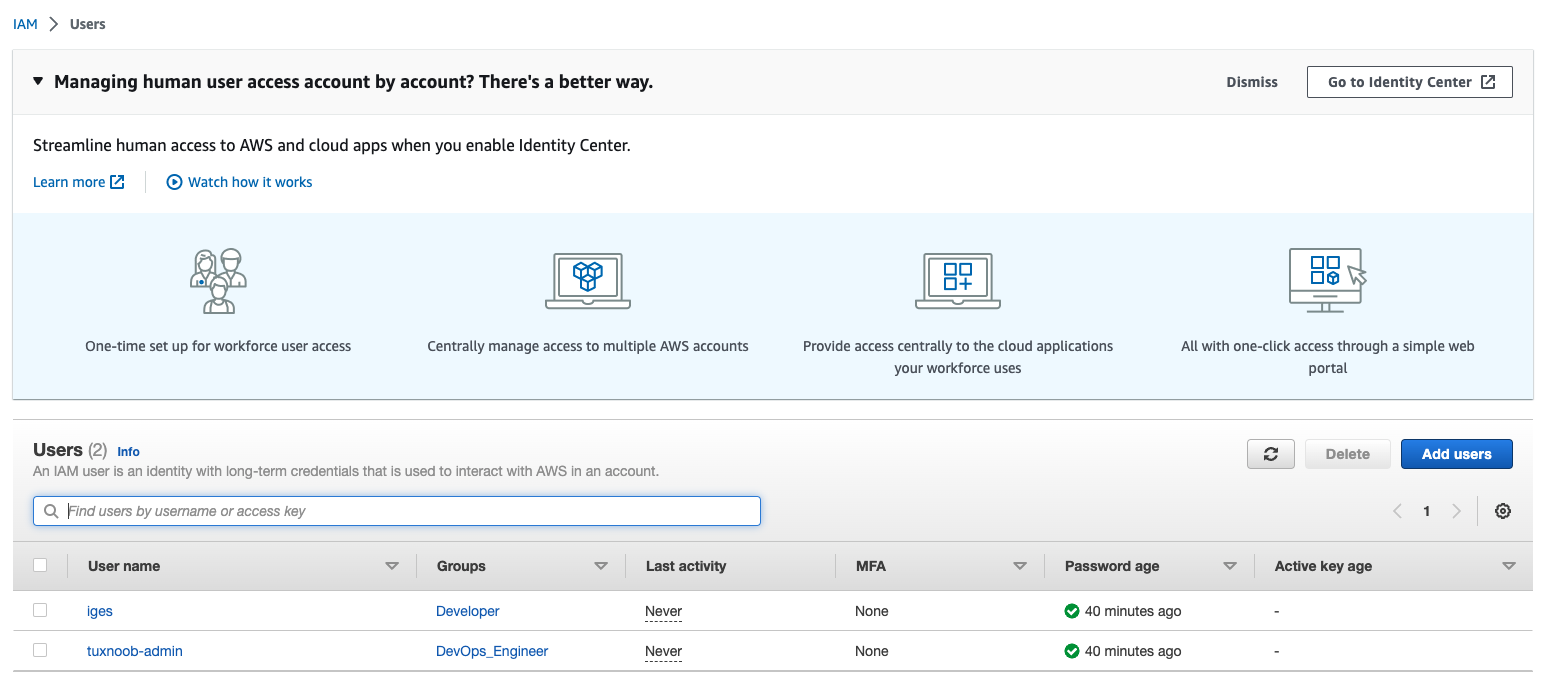 IAM > Users
Managing human user access account by account? There's a better way.
Dismiss
Go to Identity Center
Streamline human access to AWS and cloud apps when you enable Identity Center.
Learn more
Watch how it works
One-time set up for workforce user access
Centrally manage access to multiple AWS accounts
Provide access centrally to the cloud applications
your workforce uses
All with one-click access through a simple web
portal
Users (2) Info
An IAM user is an identity with long-term credentials that is used to interact with AWS in an account.
Delete
Add users
Find users by username or access key
1
User name Groups Last activity MFA Password age Active key age
iges Developer Never None 40 minutes ago -
tuxnoob-admin DevOps_Engineer Never None 40 minutes ago -